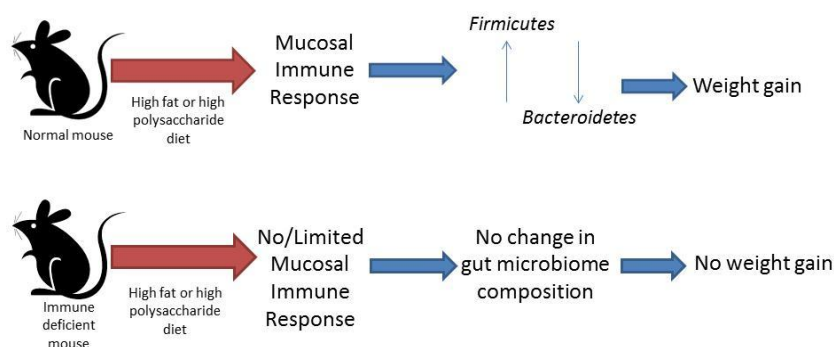 Firmicutes
Mucosal
Immune
Response
High fat or high
polysaccharide
diet
Normal mouse
Bacteroidetes
Weight gain
No/Limited
Mucosal
Immune
Response
No change in
gut microbiome
composition
No weight gain
High fat or high
polysaccharide
diet
Immune
deficient
mouse